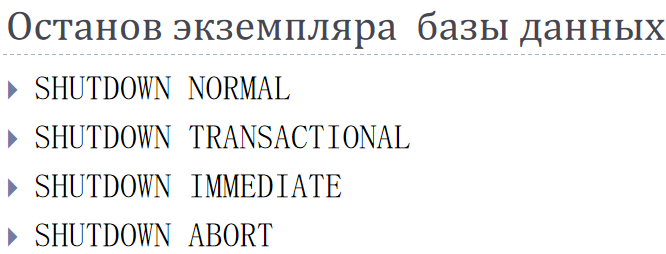 Останов экземпляра базы данных
SHUTDOWN NORMAL
SHUTDOWN TRANSACTIONAL
SHUTDOWN IMMEDIATE
SHUTDOWN ABORT